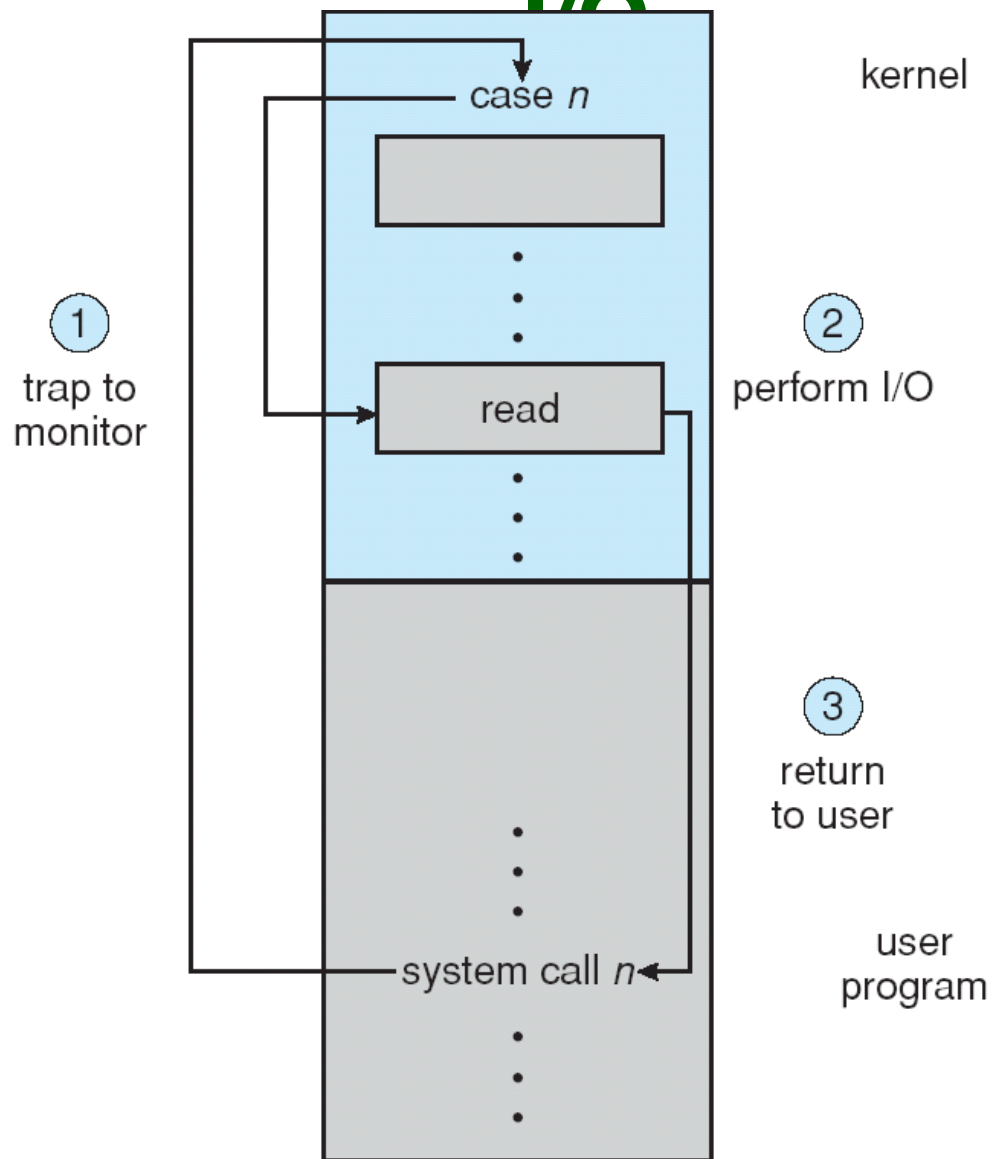 I/O
kernel
case n
1
trap to
monitor
2
perform I/O
read
3
return
to user
user
program
system call n